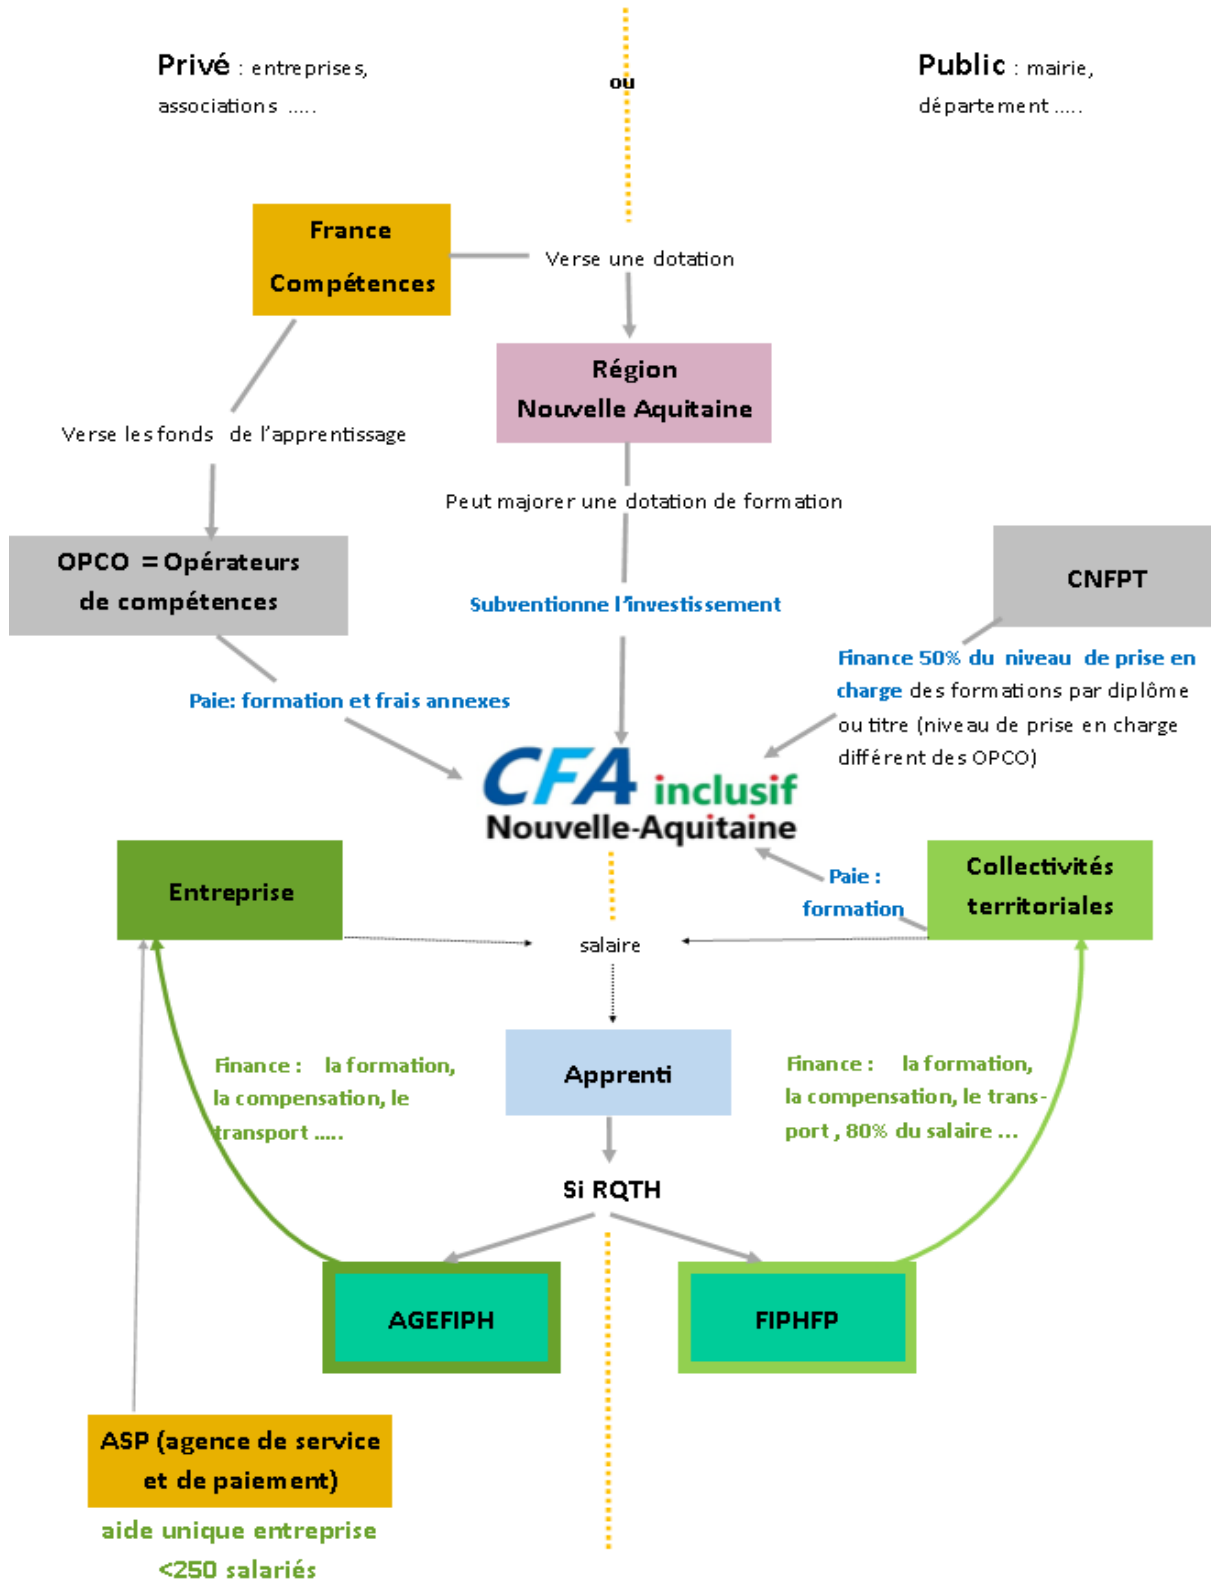 Privé : entreprises,
associations .....
ou
Public : mairie,
département .....
France
Compétences
Verse une dotation
Région
Nouvelle Aquitaine
Verse les fonds de l'apprentissage
Peut majorer une dotation de formation
OPCO = Opérateurs
de compétences
CNFPT
Subventionne l'investissement
Finance 50% du niveau de prise en
charge des formations par diplôme
ou titre (niveau de prise en charge
différent des OPCO)
Paie: formation et frais annexes
CFA inclusif
Nouvelle-Aquitaine
Entreprise
Paie :
formation
Collectivités
territoriales
salaire
Finance : la formation,
la compensation, le
transport .....
Apprenti
Finance : la formation,
la compensation, le trans-
port , 80% du salaire ...
Si RQTH
AGEFIPH
FIPHFP
ASP (agence de service
et de paiement)
aide unique entreprise
<250 salariés